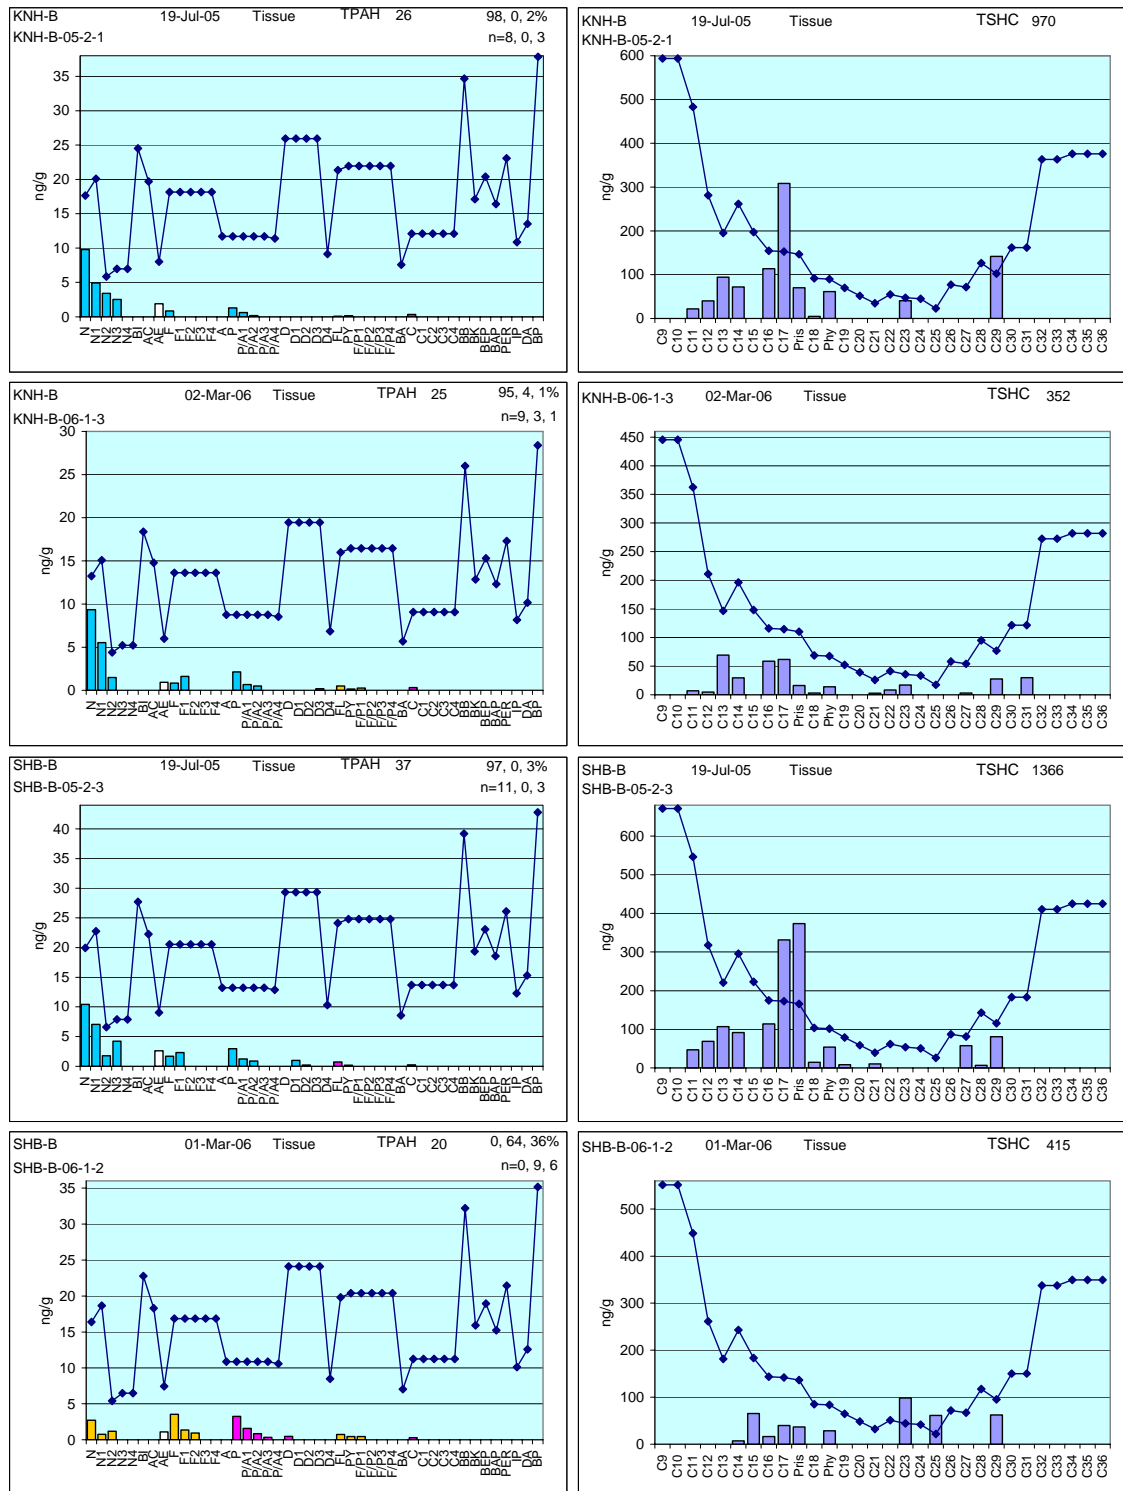 KNH-B 19-Jul-05 Tissue TPAH 26 98, 0, 2%
KNH-B-05-2-1 n=8, 0, 3
35
30
25
20
15
10
5
0
ng/g
N N1 N2 N3 N4 BI AC AE F F1 F2 F3 F4 A P P/A1 P/A2 P/A3 P/A4 D D1 D2 D3 D4 FL PY F/P1 F/P2 F/P3 F/P4 BA C C1 C2 C3 C4 BB BK BEP BAP PER IP DA BP
KNH-B 19-Jul-05 Tissue TSHC 970
KNH-B-05-2-1
600
500
400
300
200
100
0
ng/g
C9 C10 C11 C12 C13 C14 C15 C16 C17 Pris C18 Phy C19 C20 C21 C22 C23 C24 C25 C26 C27 C28 C29 C30 C31 C32 C33 C34 C35 C36
KNH-B 02-Mar-06 Tissue TPAH 25 95, 4, 1%
KNH-B-06-1-3 n=9, 3, 1
30
25
20
15
10
5
0
ng/g
N N1 N2 N3 N4 BI AC AE F F1 F2 F3 F4 A P P/A1 P/A2 P/A3 P/A4 D D1 D2 D3 D4 FL PY F/P1 F/P2 F/P3 F/P4 BA C C1 C2 C3 C4 BB BK BEP BAP PER IP DA BP
KNH-B-06-1-3 02-Mar-06 Tissue TSHC 352
450
400
350
300
250
200
150
100
50
0
ng/g
C9 C10 C11 C12 C13 C14 C15 C16 C17 Pris C18 Phy C19 C20 C21 C22 C23 C24 C25 C26 C27 C28 C29 C30 C31 C32 C33 C34 C35 C36
SHB-B 19-Jul-05 Tissue TPAH 37 97, 0, 3%
SHB-B-05-2-3 n=11, 0, 3
40
35
30
25
20
15
10
5
0
ng/g
N N1 N2 N3 N4 BI AC AE F F1 F2 F3 F4 A P P/A1 P/A2 P/A3 P/A4 D D1 D2 D3 D4 FL PY F/P1 F/P2 F/P3 F/P4 BA C C1 C2 C3 C4 BB BK BEP BAP PER IP DA BP
SHB-B 19-Jul-05 Tissue TSHC 1366
SHB-B-05-2-3
600
500
400
300
200
100
0
ng/g
C9 C10 C11 C12 C13 C14 C15 C16 C17 Pris C18 Phy C19 C20 C21 C22 C23 C24 C25 C26 C27 C28 C29 C30 C31 C32 C33 C34 C35 C36
SHB-B 01-Mar-06 Tissue TPAH 20 0, 64, 36%
SHB-B-06-1-2 n=0, 9, 6
35
30
25
20
15
10
5
0
ng/g
N N1 N2 N3 N4 BI AC AE F F1 F2 F3 F4 A P P/A1 P/A2 P/A3 P/A4 D D1 D2 D3 D4 FL PY F/P1 F/P2 F/P3 F/P4 BA C C1 C2 C3 C4 BB BK BEP BAP PER IP DA BP
SHB-B-06-1-2 01-Mar-06 Tissue TSHC 415
500
400
300
200
100
0
ng/g
C9 C10 C11 C12 C13 C14 C15 C16 C17 Pris C18 Phy C19 C20 C21 C22 C23 C24 C25 C26 C27 C28 C29 C30 C31 C32 C33 C34 C35 C36